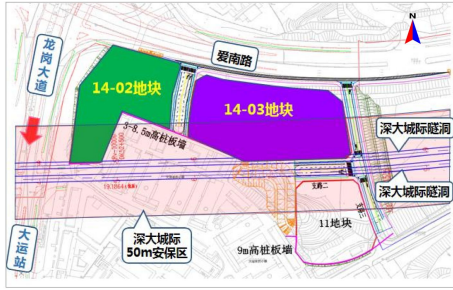 N
龙岗大道
爱南路
14-02地块
14-03地块
3-8.5m高桩板墙
深大城际隧洞
深大城际隧洞
支路二
11地块
深大城际
50m安保区
9m高桩板墙
大运站